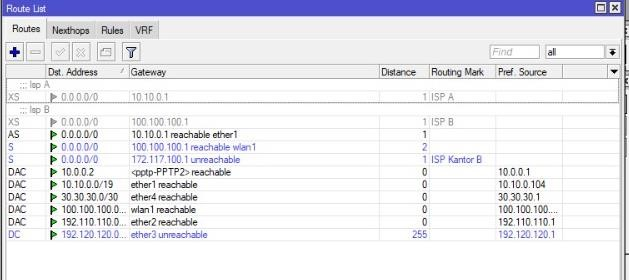 Route List
Routes Nexthops Rules VRF
Find all
Dst. Address Gateway Distance Routing Mark Pref. Source
;;; Isp A
XS 0.0.0.0/0 10.10.0.1 1 ISP A
;;; Isp B
XS 0.0.0.0/0 100.100.100.1 1 ISP B
AS 0.0.0.0/0 10.10.0.1 reachable ether1 1
S 0.0.0.0/0 100.100.100.1 reachable wlan1 2
S 0.0.0.0/0 172.117.100.1 unreachable 1 ISP Kantor B
DAC 10.0.0.2 <pptp-PPTP2> reachable 0 10.0.0.1
DAC 10.10.0.0/19 ether1 reachable 0 10.10.0.104
DAC 30.30.30.0/30 ether4 reachable 0 30.30.30.1
DAC 100.100.100.0... wlan1 reachable 0 100.100.100....
DAC 192.110.110.0... ether2 reachable 0 192.110.110.1
DC 192.120.120.0... ether3 unreachable 255 192.120.120.1